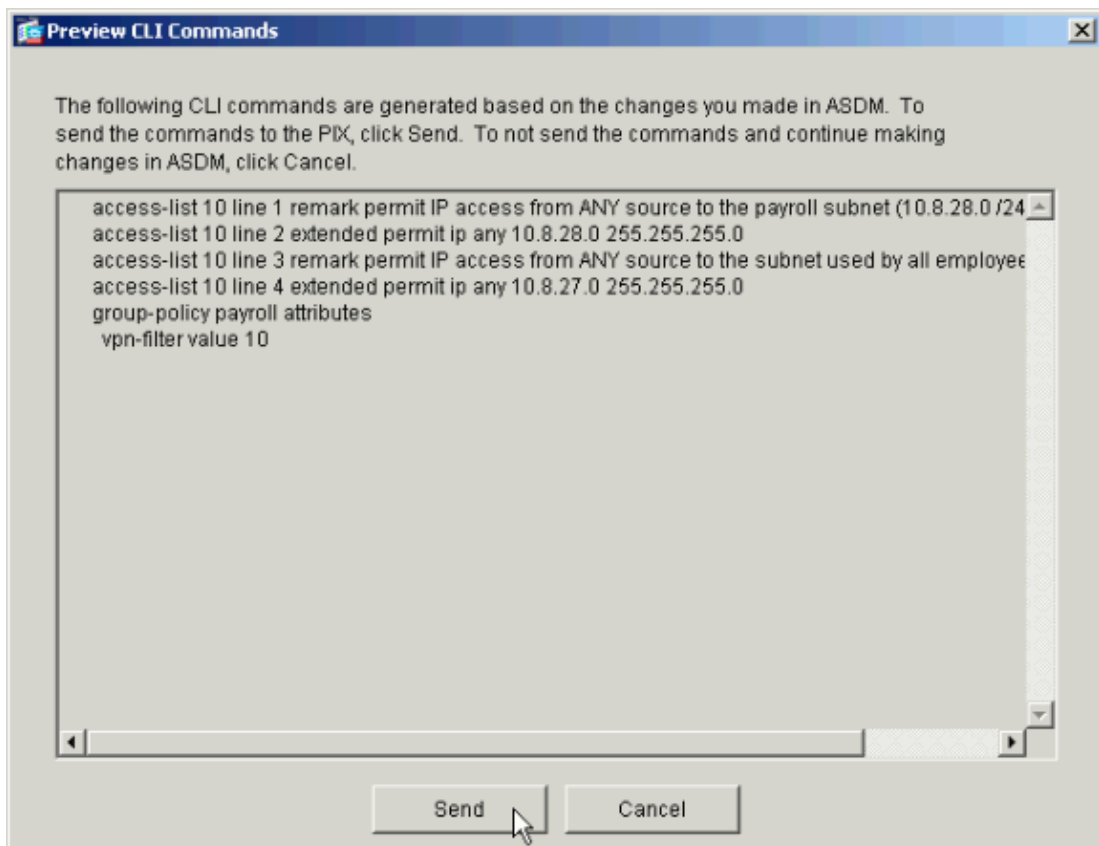 Preview CLI Commands
The following CLI commands are generated based on the changes you made in ASDM. To
send the commands to the PIX, click Send. To not send the commands and continue making
changes in ASDM, click Cancel.
access-list 10 line 1 remark permit IP access from ANY source to the payroll subnet (10.8.28.0 /24
access-list 10 line 2 extended permit ip any 10.8.28.0 255.255.255.0
access-list 10 line 3 remark permit IP access from ANY source to the subnet used by all employee
access-list 10 line 4 extended permit ip any 10.8.27.0 255.255.255.0
group-policy payroll attributes
vpn-filter value 10
Send Cancel